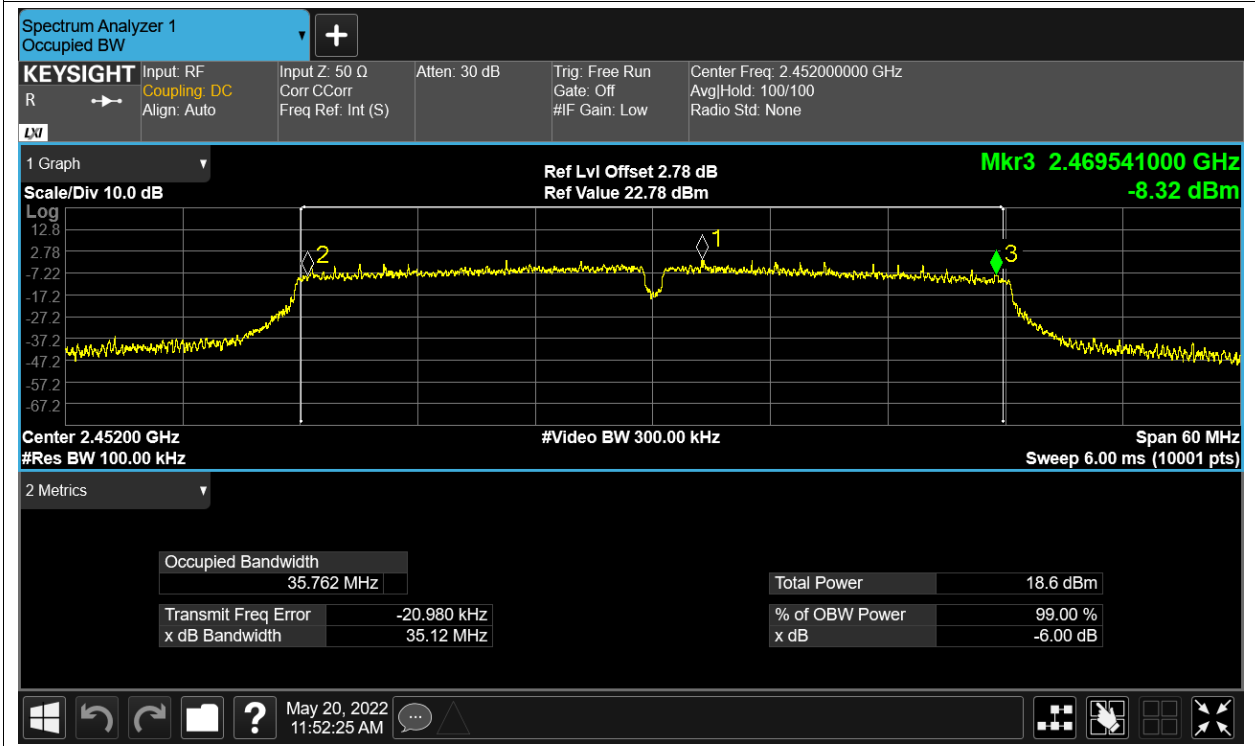 Spectrum Analyzer 1
Occupied BW
KEYSIGHT
R
LXI
Input: RF
Coupling: DC
Align: Auto
Input Z: 50 Ω
Corr CCorr
Freq Ref: Int (S)
Atten: 30 dB
Trig: Free Run
Gate: Off
#IF Gain: Low
Center Freq: 2.452000000 GHz
Avg|Hold: 100/100
Radio Std: None
1 Graph
Ref Lvl Offset 2.78 dB
Mkr3 2.469541000 GHz
Scale/Div 10.0 dB
Ref Value 22.78 dBm
-8.32 dBm
Log
12.8
2.78
-7.22
-17.2
-27.2
-37.2
-47.2
-57.2
-67.2
2
1
3
Center 2.45200 GHz
#Video BW 300.00 kHz
Span 60 MHz
#Res BW 100.00 kHz
Sweep 6.00 ms (10001 pts)
2 Metrics
Occupied Bandwidth
35.762 MHz
Total Power 18.6 dBm
Transmit Freq Error -20.980 kHz
% of OBW Power 99.00 %
x dB Bandwidth 35.12 MHz
x dB -6.00 dB
?
May 20, 2022
11:52:25 AM